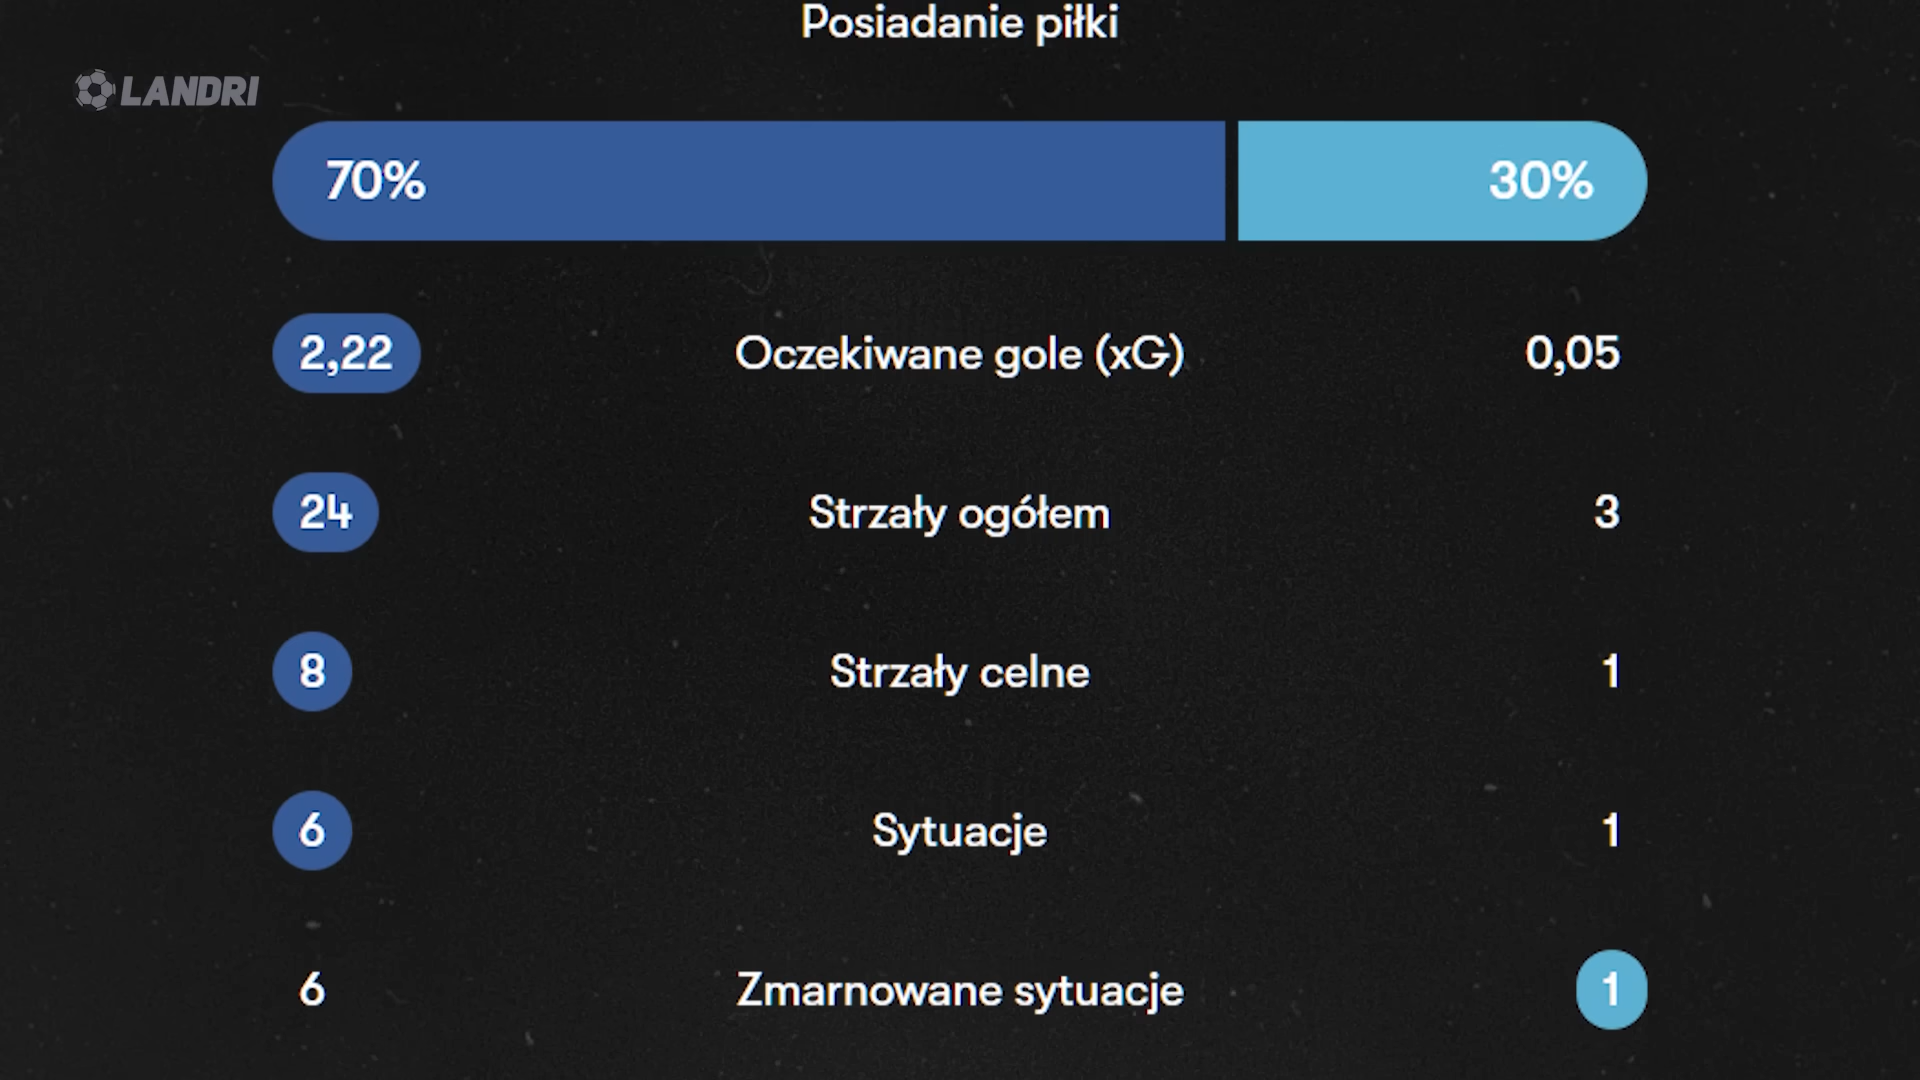 Posiadanie piłki
LANDRI
70% 30%
2,22 Oczekiwane gole (xG) 0,05
24 Strzały ogółem 3
8 Strzały celne 1
6 Sytuacje 1
6 Zmarnowane sytuacje 1